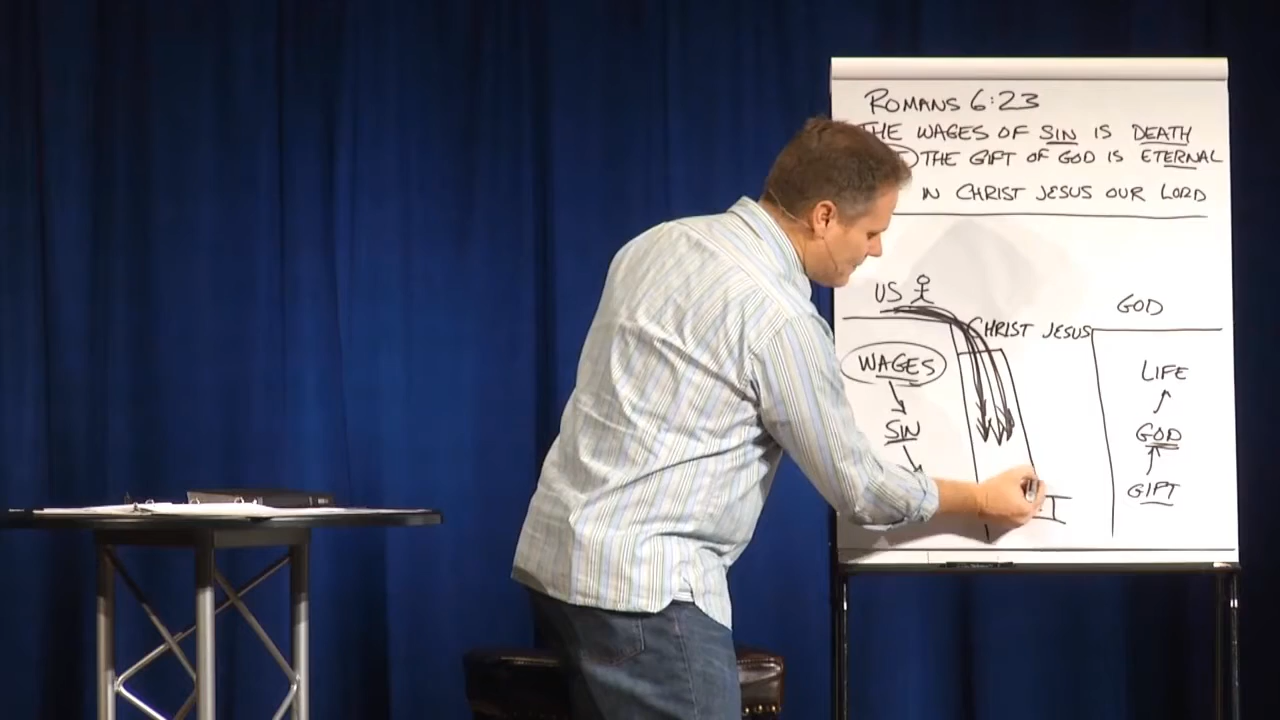 ROMANS 6:23
THE WAGES OF SIN IS DEATH
THE GIFT OF GOD IS ETERNAL
IN CHRIST JESUS OUR LORD
US
GOD
CHRIST JESUS
WAGES
LIFE
SIN
GOD
GIFT